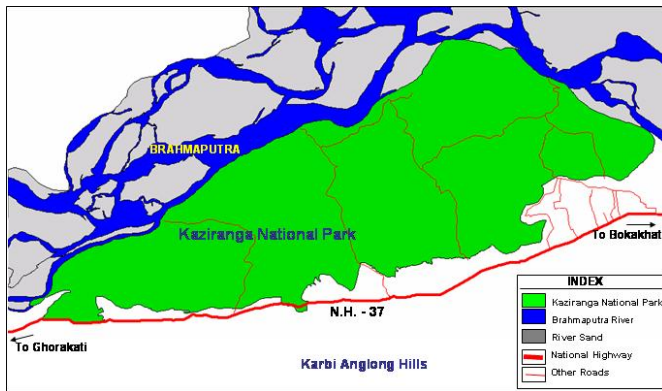 BRAHMAPUTRA
Kaziranga National Park
To Bokakhat
N.H. - 37
To Ghorakati
Karbi Anglong Hills
INDEX
Kaziranga National Park
Brahmaputra River
River Sand
National Highway
Other Roads